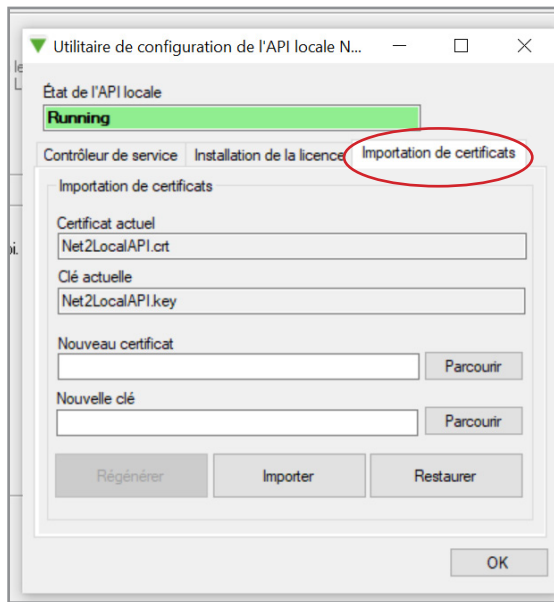 Utilitaire de configuration de l'API locale N...
le
L
État de l'API locale
Running
Contrôleur de service
Installation de la licence
Importation de certificats
Importation de certificats
Certificat actuel
Net2LocalAPI.crt
pi.
Clé actuelle
Net2LocalAPI.key
Nouveau certificat
Parcourir
Nouvelle clé
Parcourir
Régénérer
Importer
Restaurer
OK